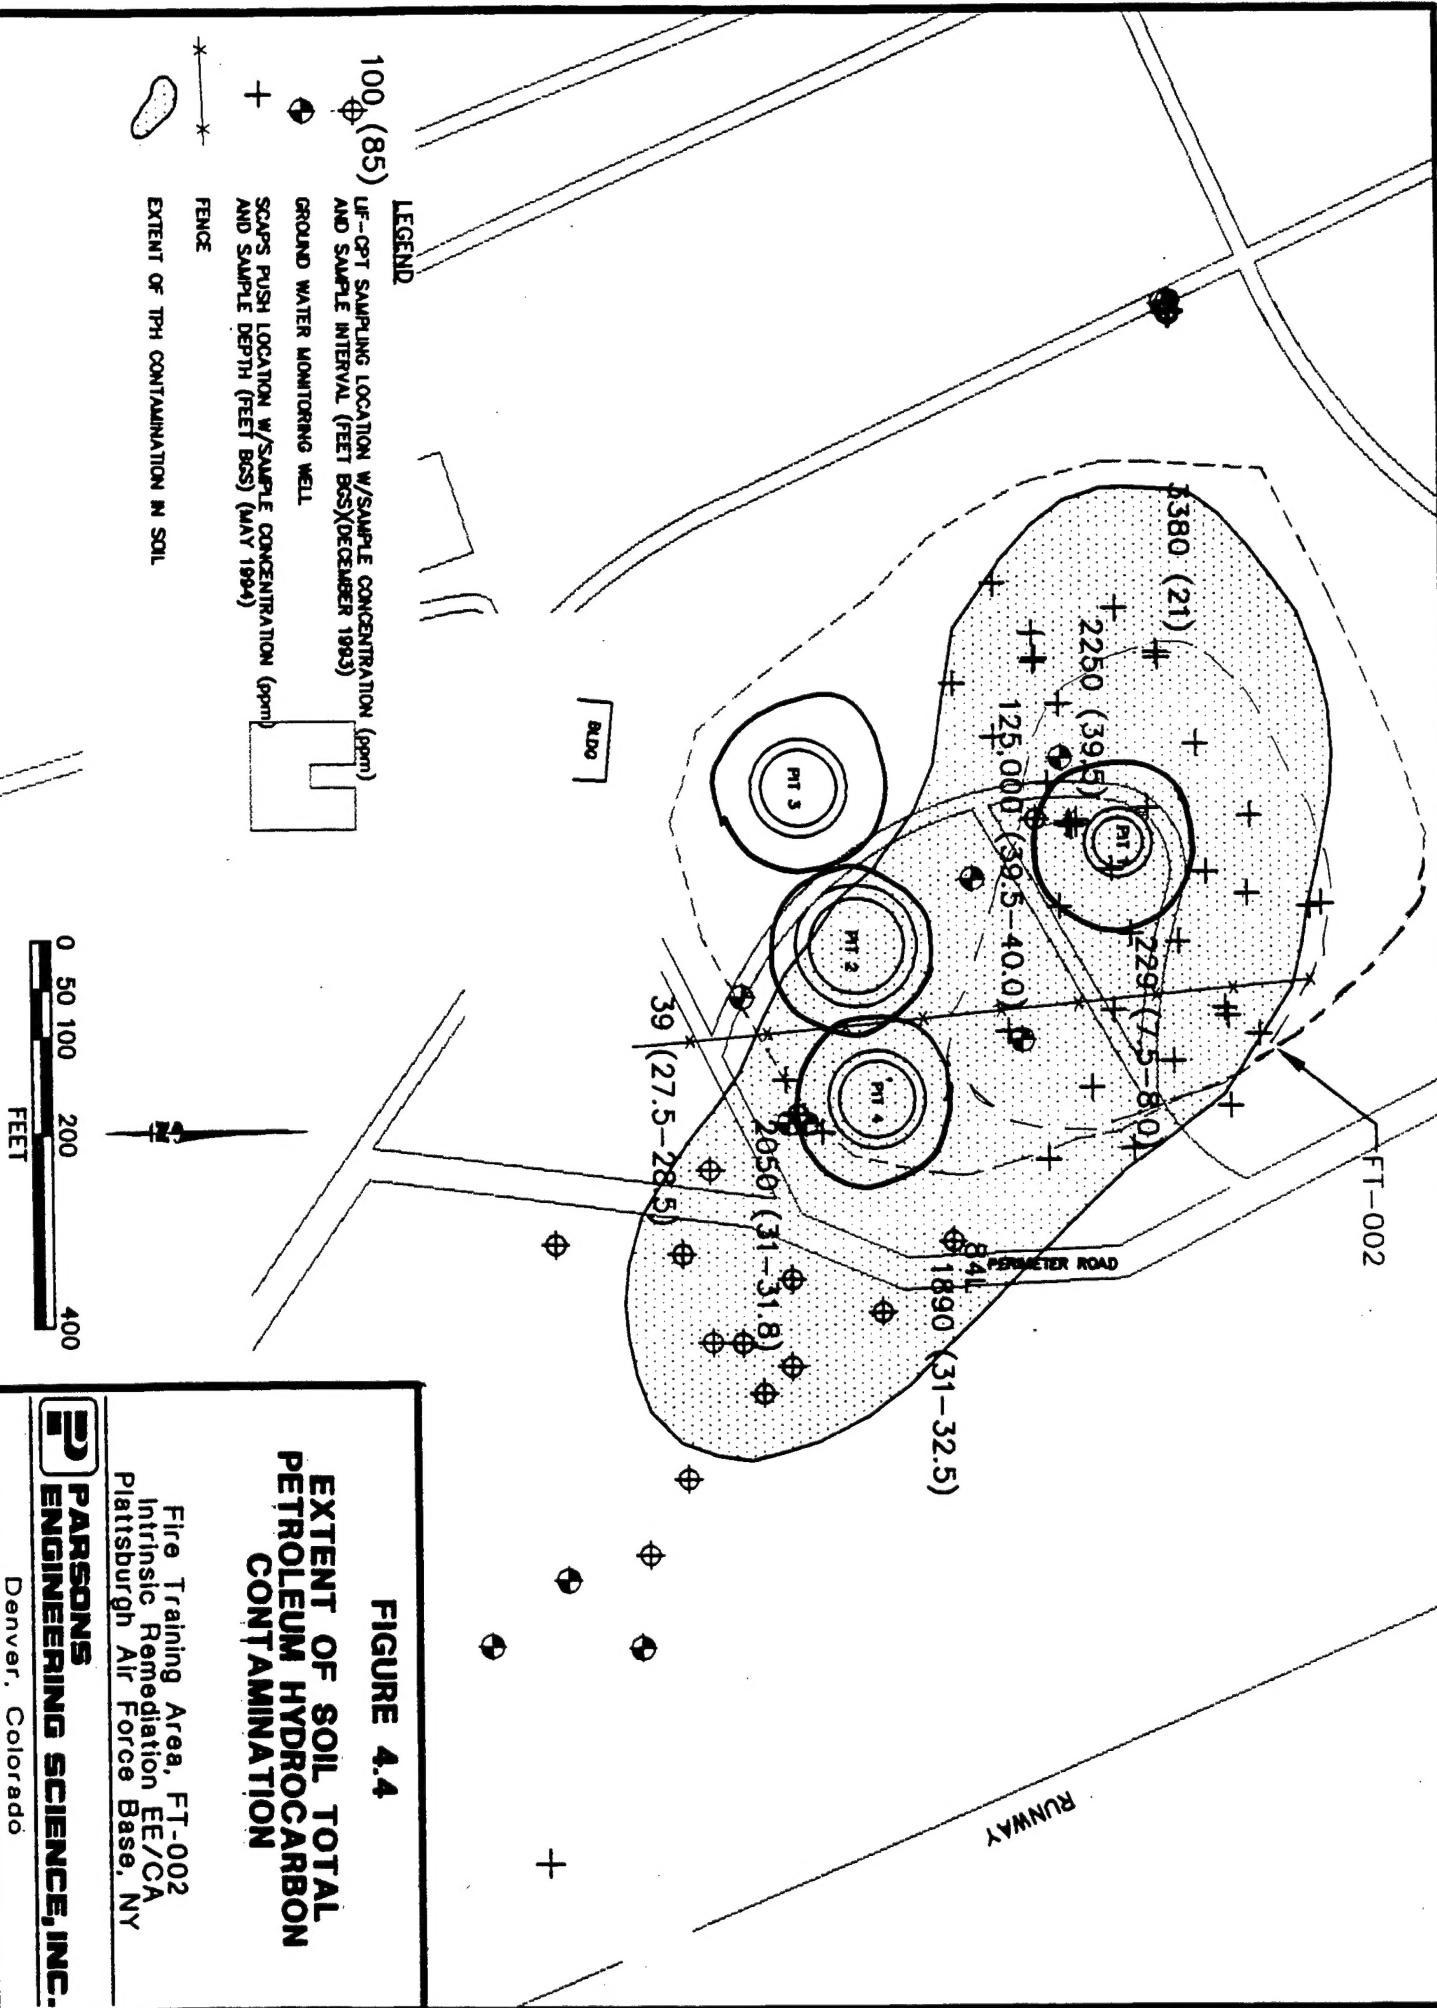 FT-002
3380 (21)
2250 (39.5)
PIT 1
229 (7.5-8.0)
125,000 (39.5-40.0)
PERIMETER ROAD
84L
1890 (31-32.5)
RUNWAY
PIT 4
PIT 2
PIT 3
2050 (31-31.8)
39 (27.5-28.5)
BLDG
LEGEND
100 (85)
LIF-CPT SAMPLING LOCATION W/SAMPLE CONCENTRATION (ppm)
AND SAMPLE INTERVAL (FEET BGS)(DECEMBER 1993)
GROUND WATER MONITORING WELL
SCAPS PUSH LOCATION W/SAMPLE CONCENTRATION (ppm)
AND SAMPLE DEPTH (FEET BGS) (MAY 1994)
FENCE
EXTENT OF TPH CONTAMINATION IN SOIL
0 50 100 200 400
FEET
FIGURE 4.4
EXTENT OF SOIL TOTAL
PETROLEUM HYDROCARBON
CONTAMINATION
Fire Training Area, FT-002
Intrinsic Remediation EE/CA
Plattsburgh Air Force Base, NY
PARSONS
ENGINEERING SCIENCE, INC.
Denver, Colorado